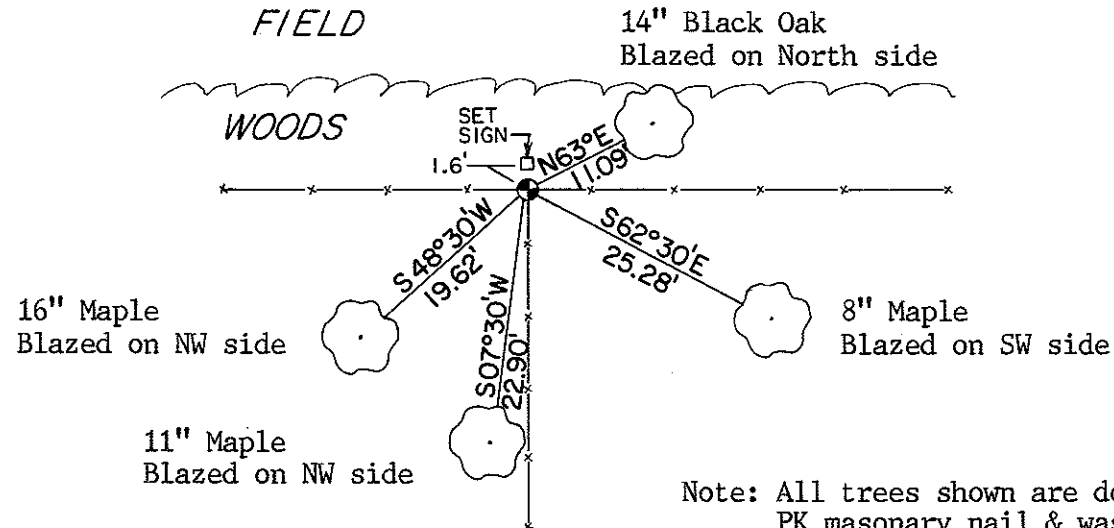 FIELD
14" Black Oak
Blazed on North side
WOODS
SET
SIGN
1.6'
N63°E
11.09'
S48°30'W
19.62'
S62°30'E
25.28'
S07°30'W
22.90'
16" Maple
Blazed on NW side
8" Maple
Blazed on SW side
11" Maple
Blazed on NW side
Note: All trees shown are
PK masonary nail &